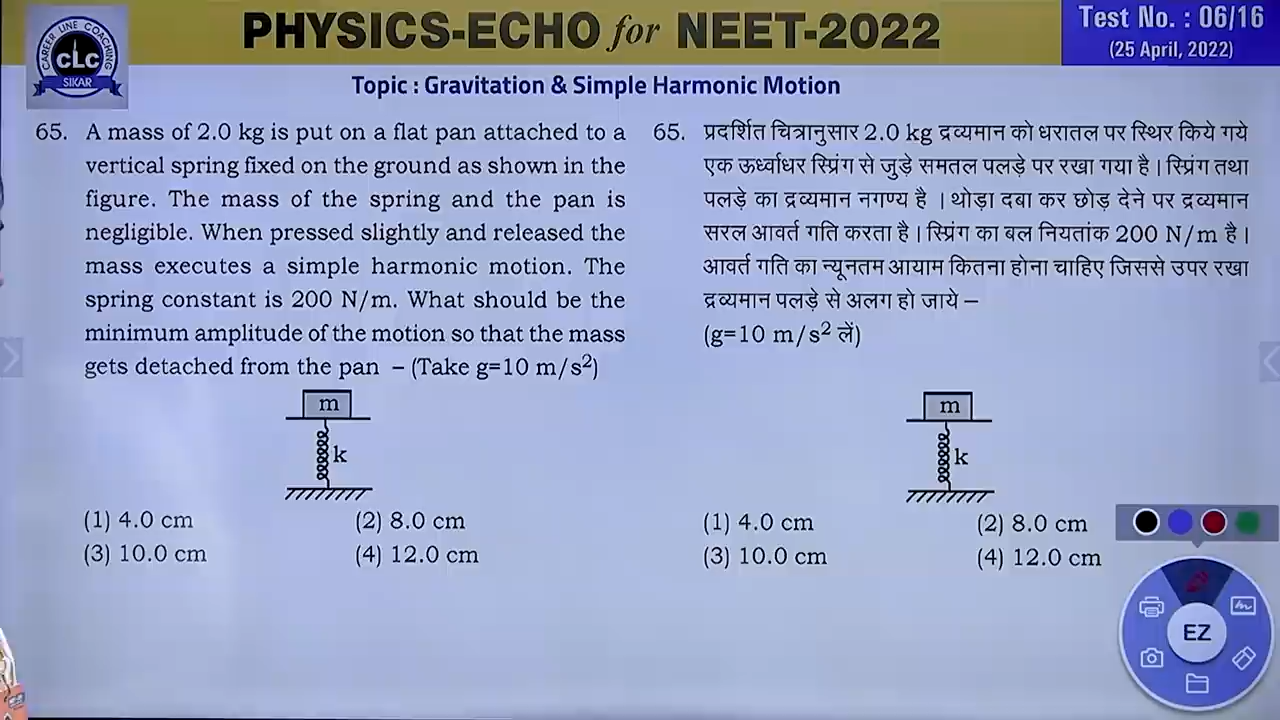 PHYSICS-ECHO for NEET-2022
Test No. : 06/16
(25 April, 2022)
CAREER LINE COACHING
CLC
SIKAR
Topic : Gravitation & Simple Harmonic Motion
65. A mass of 2.0 kg is put on a flat pan attached to a
vertical spring fixed on the ground as shown in the
figure. The mass of the spring and the pan is
negligible. When pressed slightly and released the
mass executes a simple harmonic motion. The
spring constant is 200 N/m. What should be the
minimum amplitude of the motion so that the mass
gets detached from the pan – (Take g=10 m/s²)
m
k
(1) 4.0 cm (2) 8.0 cm
(3) 10.0 cm (4) 12.0 cm
65. प्रदर्शित चित्रानुसार 2.0 kg द्रव्यमान को धरातल पर स्थिर किये गये
एक ऊर्ध्वाधर स्प्रिंग से जुड़े समतल पलड़े पर रखा गया है। स्प्रिंग तथा
पलड़े का द्रव्यमान नगण्य है । थोड़ा दबा कर छोड़ देने पर द्रव्यमान
सरल आवर्त गति करता है। स्प्रिंग का बल नियतांक 200 N/m है।
आवर्त गति का न्यूनतम आयाम कितना होना चाहिए जिससे उपर रखा
द्रव्यमान पलड़े से अलग हो जाये –
(g=10 m/s² लें)
m
k
(1) 4.0 cm (2) 8.0 cm
(3) 10.0 cm (4) 12.0 cm
EZ